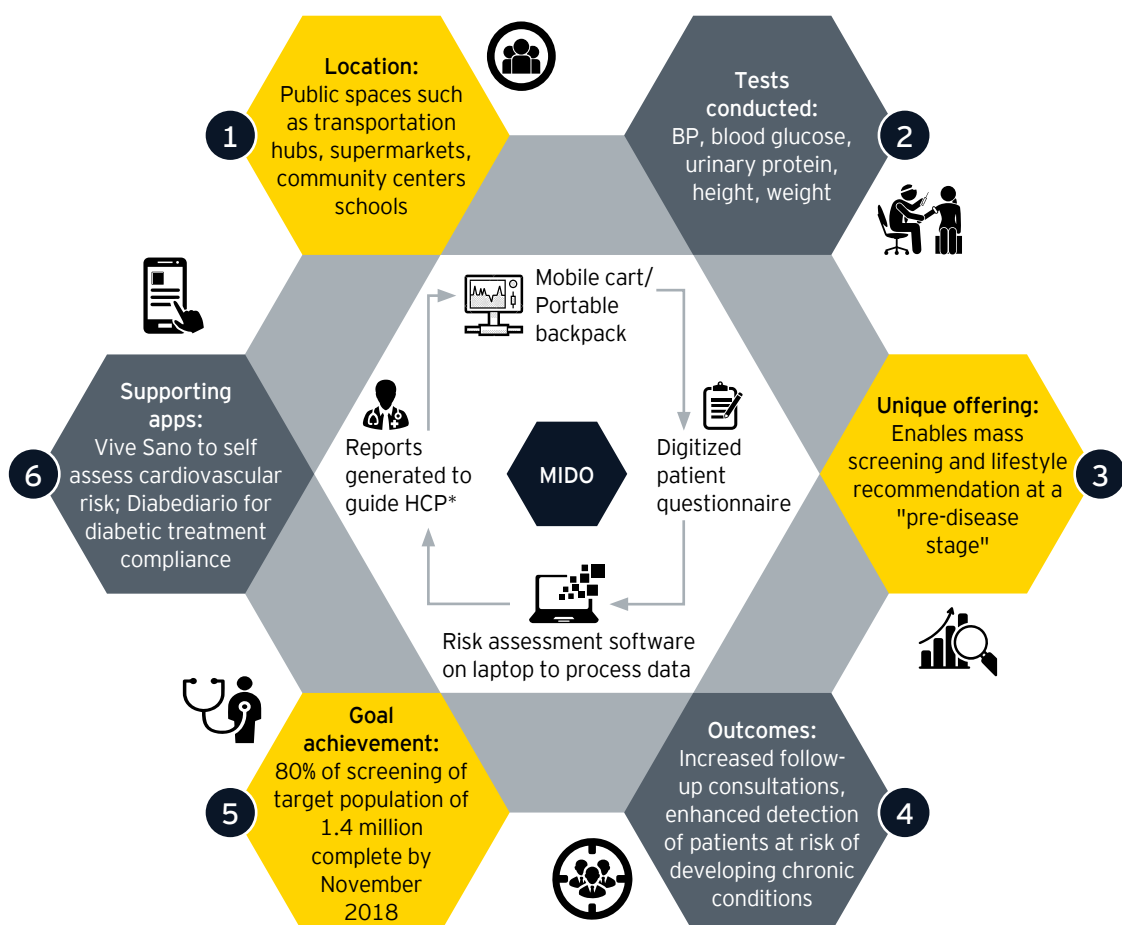 1
Location:
Public spaces such
as transportation
hubs, supermarkets,
community centers
schools
Tests
conducted:
BP, blood glucose,
urinary protein,
height, weight
2
Mobile cart/
Portable
backpack
Supporting
apps:
Vive Sano to self
assess cardiovascular
risk; Diabediario for
diabetic treatment
compliance
6
Reports
generated to
guide HCP*
MIDO
Digitized
patient
questionnaire
Unique offering:
Enables mass
screening and lifestyle
recommendation at a
"pre-disease
stage"
3
Risk assessment software
on laptop to process data
5
Goal
achievement:
80% of screening of
target population of
1.4 million
complete by
November
2018
Outcomes:
Increased follow-
up consultations,
enhanced detection
of patients at risk of
developing chronic
conditions
4